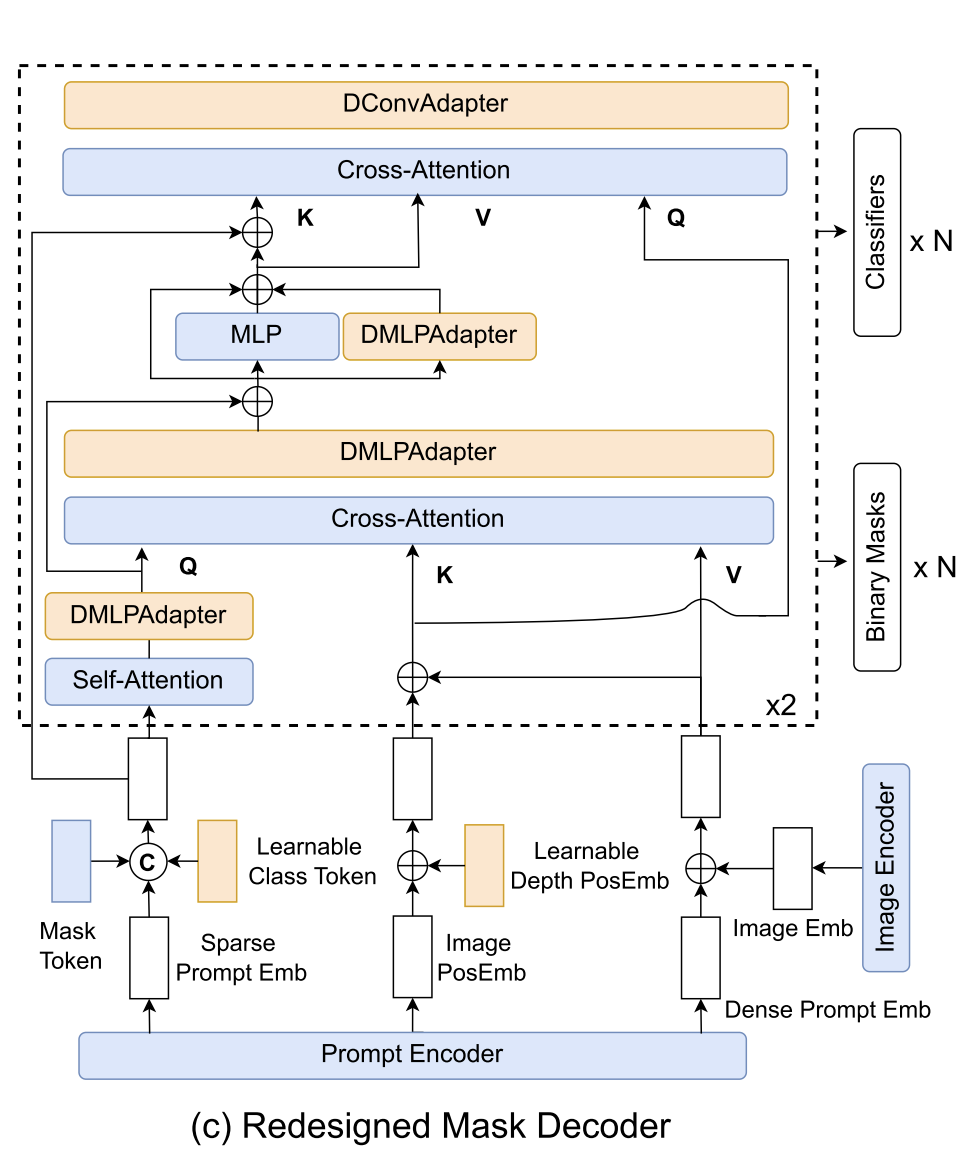 DConvAdapter
Cross-Attention
K
V
Q
Classifiers
x N
MLP
DMLPAdapter
DMLPAdapter
Cross-Attention
Q
K
V
Binary Masks
x N
DMLPAdapter
Self-Attention
x2
C
Learnable
Class Token
Learnable
Depth PosEmb
Image Encoder
Mask
Token
Sparse
Prompt Emb
Image
PosEmb
Image Emb
Dense Prompt Emb
Prompt Encoder
(c) Redesigned Mask Decoder